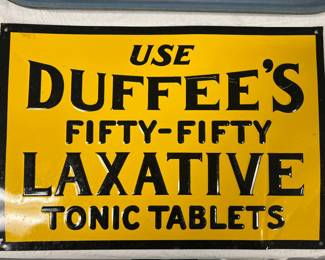 USE
DUFFEE'S
FIFTY-FIFTY
LAXATIVE
TONIC TABLETS